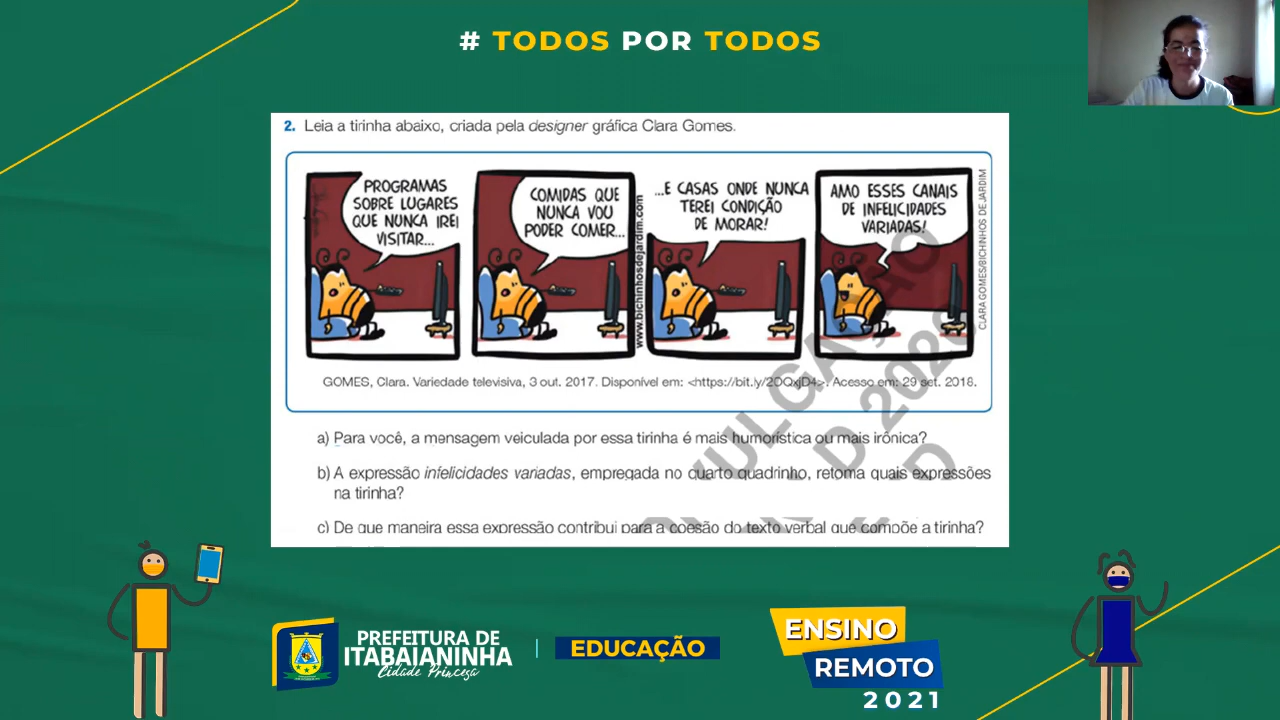 # TODOS POR TODOS
2. Leia a tirinha abaixo, criada pela designer gráfica Clara Gomes.
PROGRAMAS
SOBRE LUGARES
QUE NUNCA IREI
VISITAR...
COMIDAS QUE
NUNCA VOU
PODER COMER...
www.bichinhosdejardim.com
...E CASAS ONDE NUNCA
TEREI CONDIÇÃO
DE MORAR!
AMO ESSES CANAIS
DE INFELICIDADES
VARIADAS!
CLARA GOMES/BICHINHOS DE JARDIM
GOMES, Clara. Variedade televisiva, 3 out. 2017. Disponível em: <https://bit.ly/2OQxjD4>. Acesso em: 29 set. 2018.
a) Para você, a mensagem veiculada por essa tirinha é mais humorística ou mais irônica?
b) A expressão infelicidades variadas, empregada no quarto quadrinho, retoma quais expressões
na tirinha?
c) De que maneira essa expressão contribui para a coesão do texto verbal que compõe a tirinha?
PREFEITURA DE
ITABAIANINHA
Cidade Princesa
EDUCAÇÃO
ENSINO
REMOTO
2021